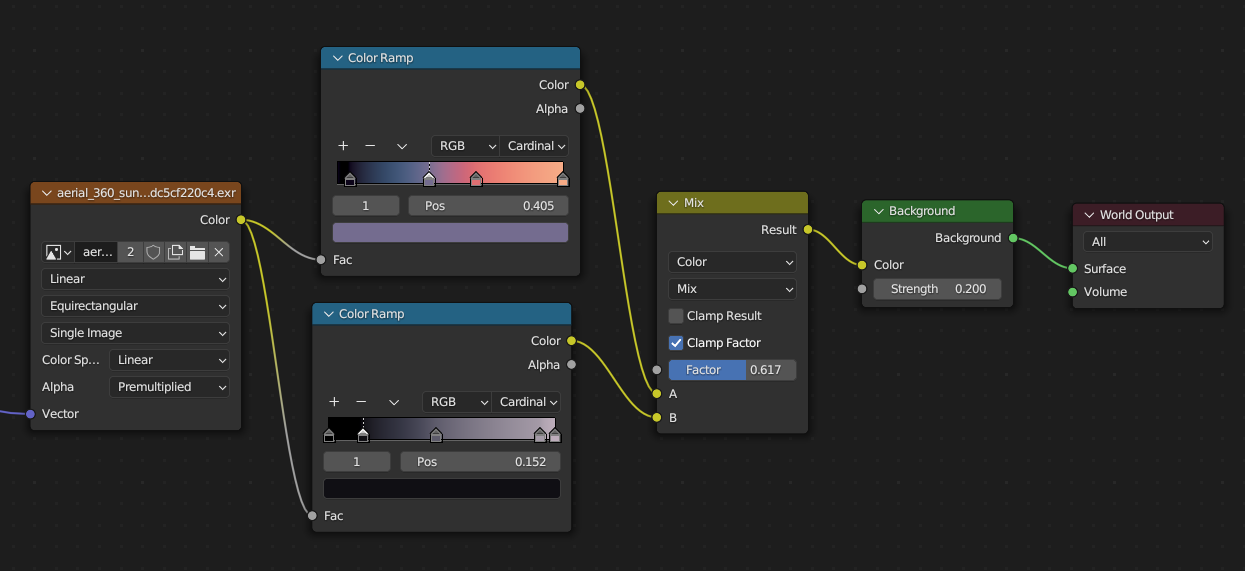 Color Ramp
Color
Alpha
RGB Cardinal
1 Pos 0.405
Fac
aerial_360_sun...dc5cf220c4.exr
Color
aer... 2
Linear
Equirectangular
Single Image
Color Sp... Linear
Alpha Premultiplied
Vector
Color Ramp
Color
Alpha
RGB Cardinal
1 Pos 0.152
Fac
Mix
Result
Color
Mix
Clamp Result
Clamp Factor
Factor 0.617
A
B
Background
Background
Color
Strength 0.200
World Output
All
Surface
Volume